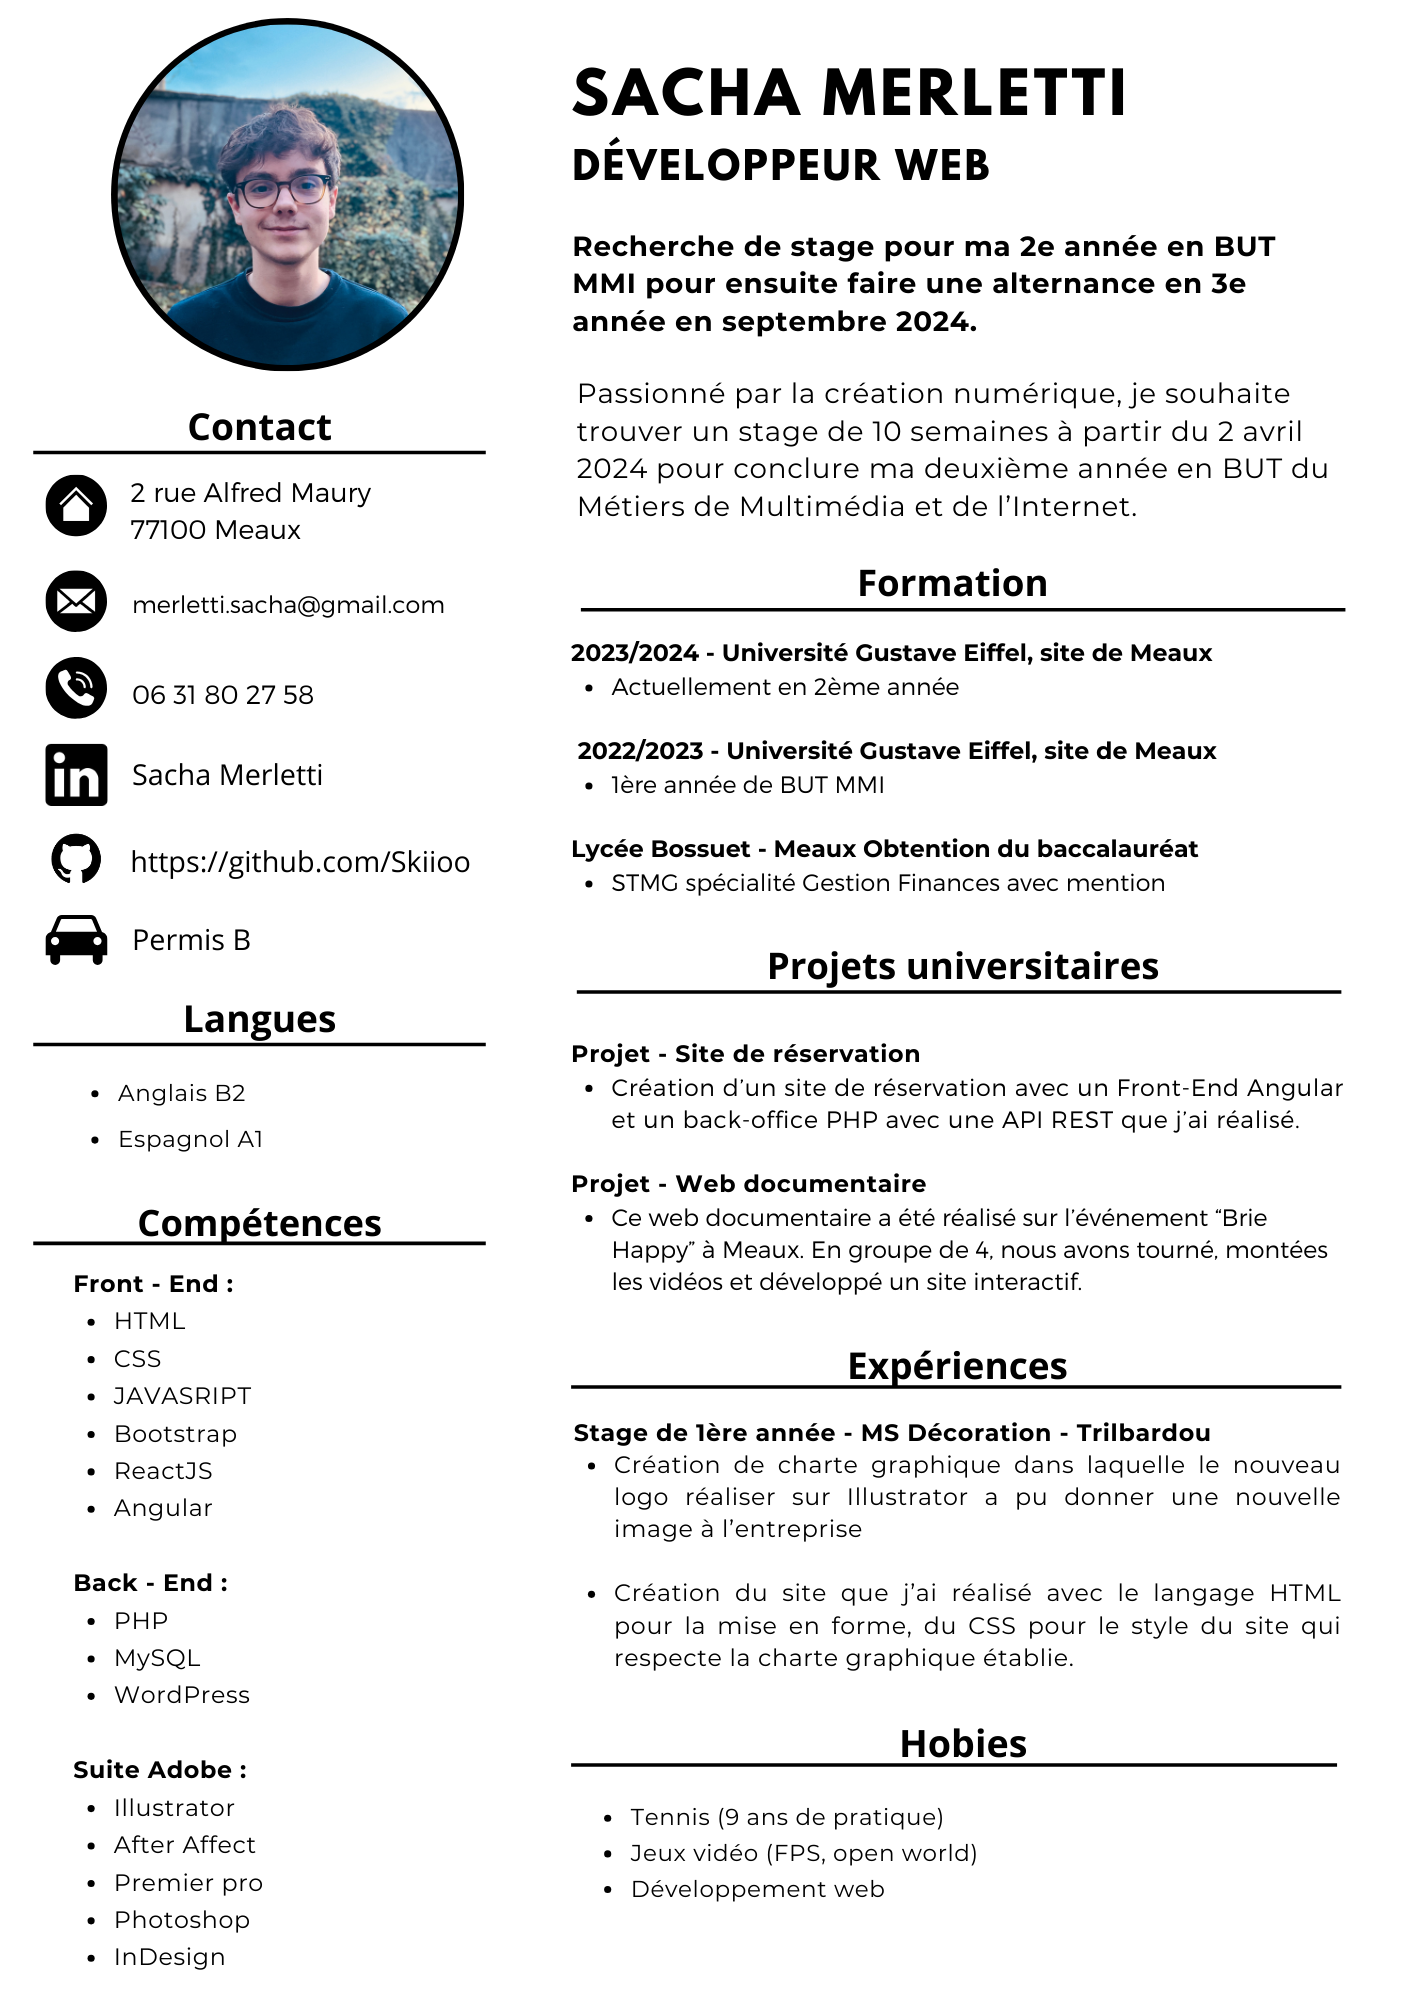 SACHA MERLETTI
DÉVELOPPEUR WEB
Recherche de stage pour ma 2e année en BUT
MMI pour ensuite faire une alternance en 3e
année en septembre 2024.
Passionné par la création numérique, je souhaite
trouver un stage de 10 semaines à partir du 2 avril
2024 pour conclure ma deuxième année en BUT du
Métiers de Multimédia et de l’Internet.
Contact
2 rue Alfred Maury
77100 Meaux
merletti.sacha@gmail.com
06 31 80 27 58
in
Sacha Merletti
https://github.com/Skiioo
Permis B
Langues
• Anglais B2
• Espagnol A1
Compétences
Front - End :
• HTML
• CSS
• JAVASRIPT
• Bootstrap
• ReactJS
• Angular
Back - End :
• PHP
• MySQL
• WordPress
Suite Adobe :
• Illustrator
• After Affect
• Premier pro
• Photoshop
• InDesign
Formation
2023/2024 - Université Gustave Eiffel, site de Meaux
• Actuellement en 2ème année
2022/2023 - Université Gustave Eiffel, site de Meaux
• 1ère année de BUT MMI
Lycée Bossuet - Meaux Obtention du baccalauréat
• STMG spécialité Gestion Finances avec mention
Projets universitaires
Projet - Site de réservation
• Création d’un site de réservation avec un Front-End Angular
et un back-office PHP avec une API REST que j’ai réalisé.
Projet - Web documentaire
• Ce web documentaire a été réalisé sur l’événement “Brie
Happy” à Meaux. En groupe de 4, nous avons tourné, montées
les vidéos et développé un site interactif.
Expériences
Stage de 1ère année - MS Décoration - Trilbardou
• Création de charte graphique dans laquelle le nouveau
logo réaliser sur Illustrator a pu donner une nouvelle
image à l’entreprise
• Création du site que j’ai réalisé avec le langage HTML
pour la mise en forme, du CSS pour le style du site qui
respecte la charte graphique établie.
Hobies
• Tennis (9 ans de pratique)
• Jeux vidéo (FPS, open world)
• Développement web